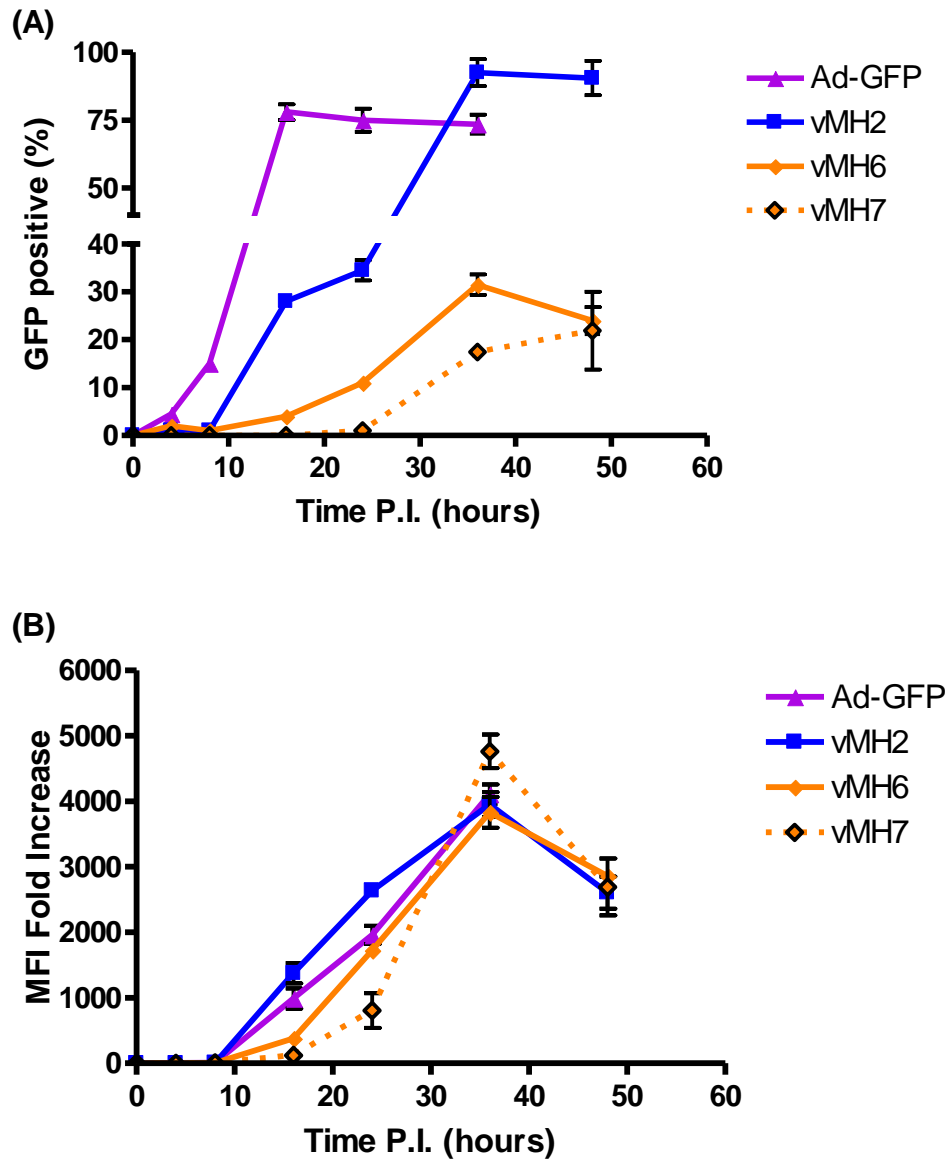 (A)
GFP positive (%)
100
75
50
40
30
20
10
0
0 10 20 30 40 50 60
Time P.I. (hours)
Ad-GFP
vMH2
vMH6
vMH7
(B)
MFI Fold Increase
6000
5000
4000
3000
2000
1000
0
0 10 20 30 40 50 60
Time P.I. (hours)
Ad-GFP
vMH2
vMH6
vMH7